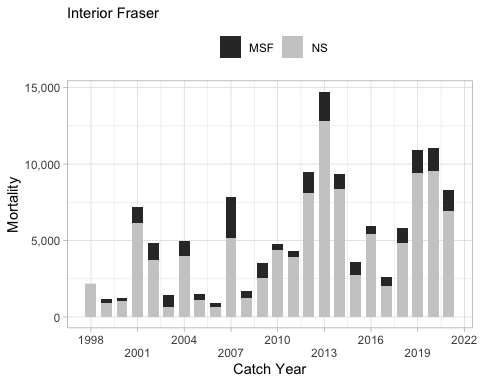 Interior Fraser
MSF NS
15,000
10,000
5,000
0
Mortality
1998 2004 2010 2016 2022
2001 2007 2013 2019
Catch Year